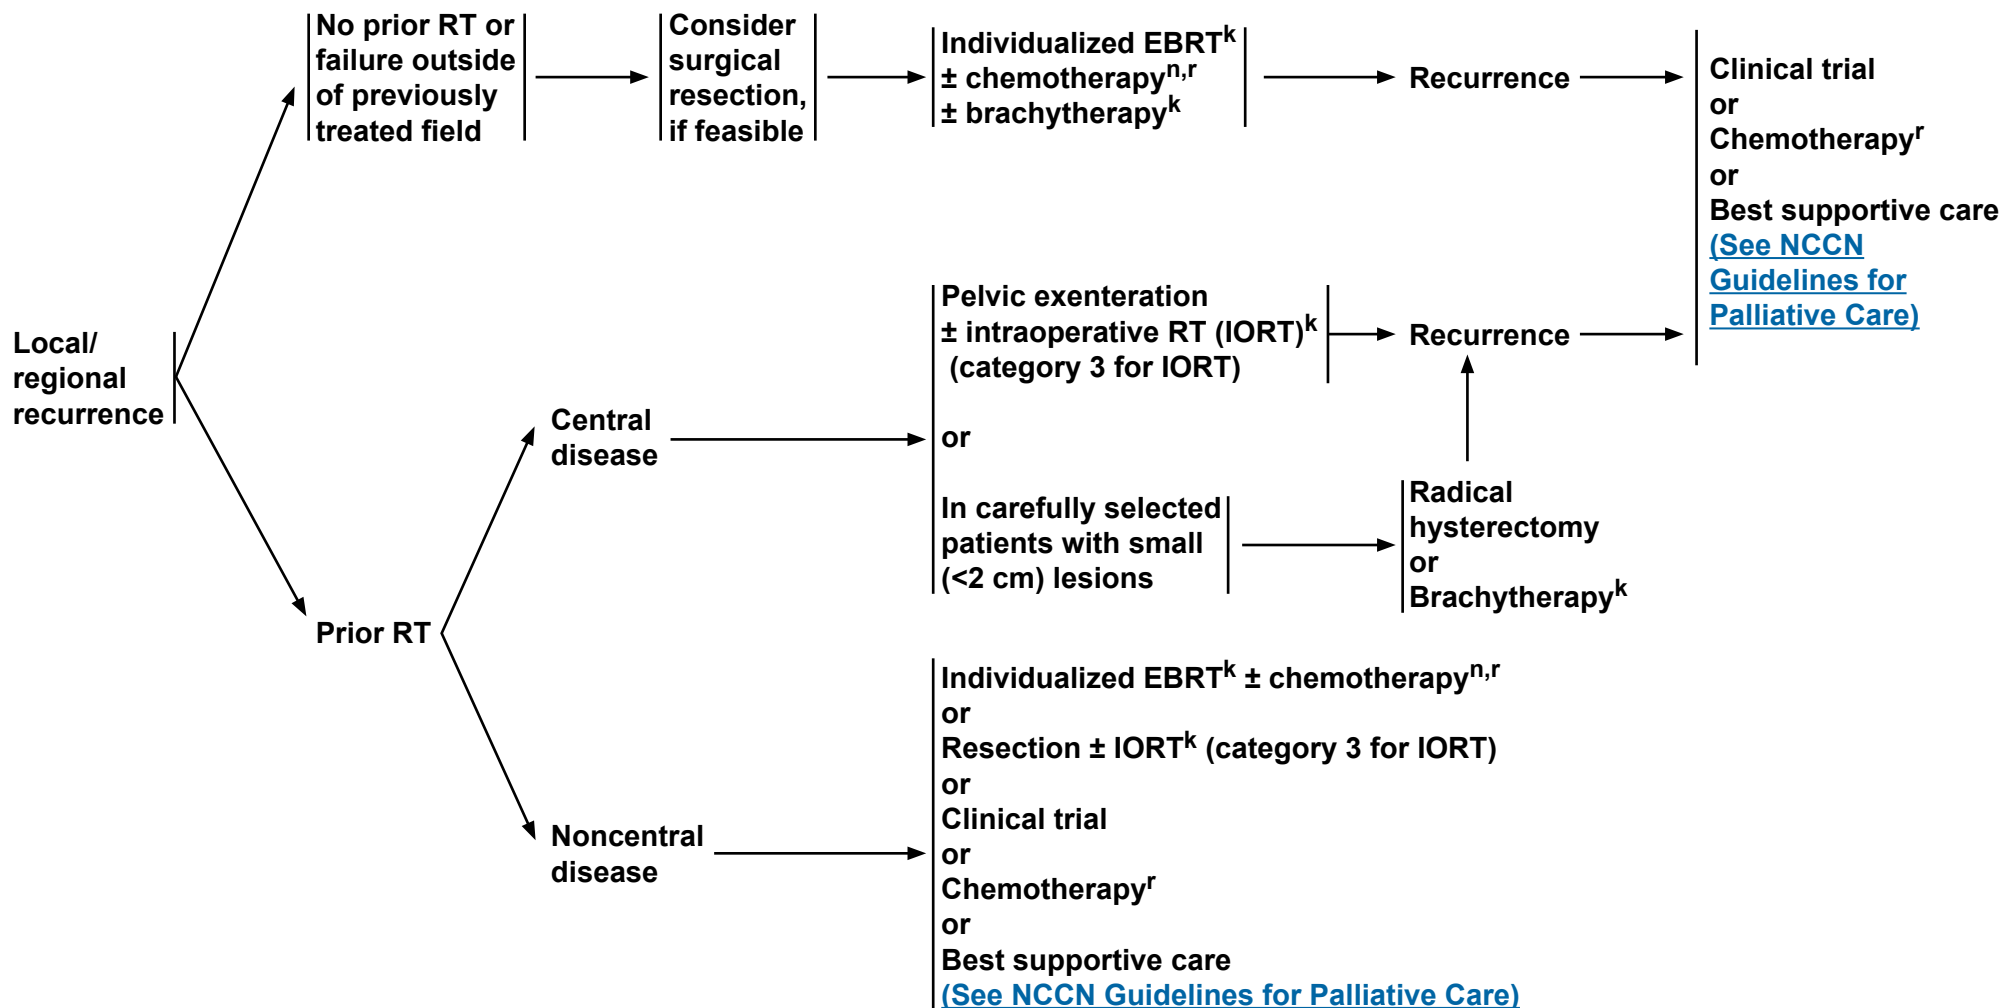 Local/
regional
recurrence
No prior RT or
failure outside
of previously
treated field
Consider
surgical
resection,
if feasible
Individualized EBRTk
± chemotherapyn,r
± brachytherapyk
Recurrence
Clinical trial
or
Chemotherapyr
or
Best supportive care
(See NCCN
Guidelines for
Palliative Care)
Prior RT
Central
disease
Pelvic exenteration
± intraoperative RT (IORT)k
(category 3 for IORT)
or
In carefully selected
patients with small
(<2 cm) lesions
Recurrence
Radical
hysterectomy
or
Brachytherapyk
Noncentral
disease
Individualized EBRTk ± chemotherapyn,r
or
Resection ± IORTk (category 3 for IORT)
or
Clinical trial
or
Chemotherapyr
or
Best supportive care
(See NCCN Guidelines for Palliative Care)